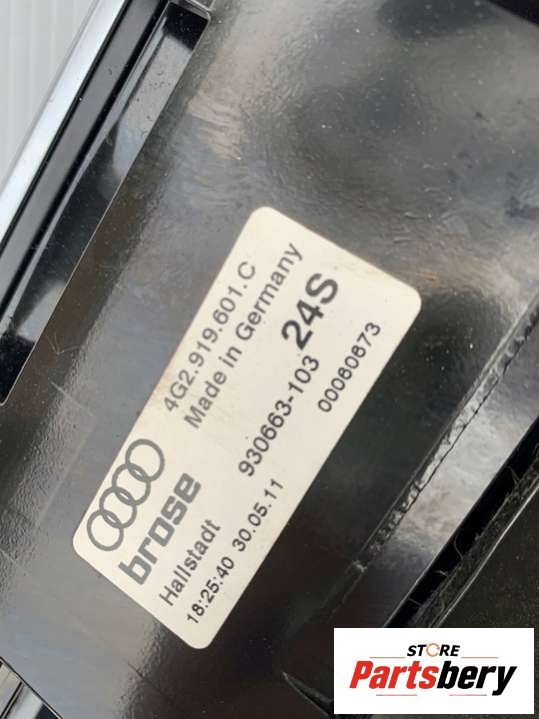 4G2.919.601.C
Made in Germany
brose
930663-103 24S
Hallstadt
00080873
18:25:40 30.05.11
STORE
Partsbery